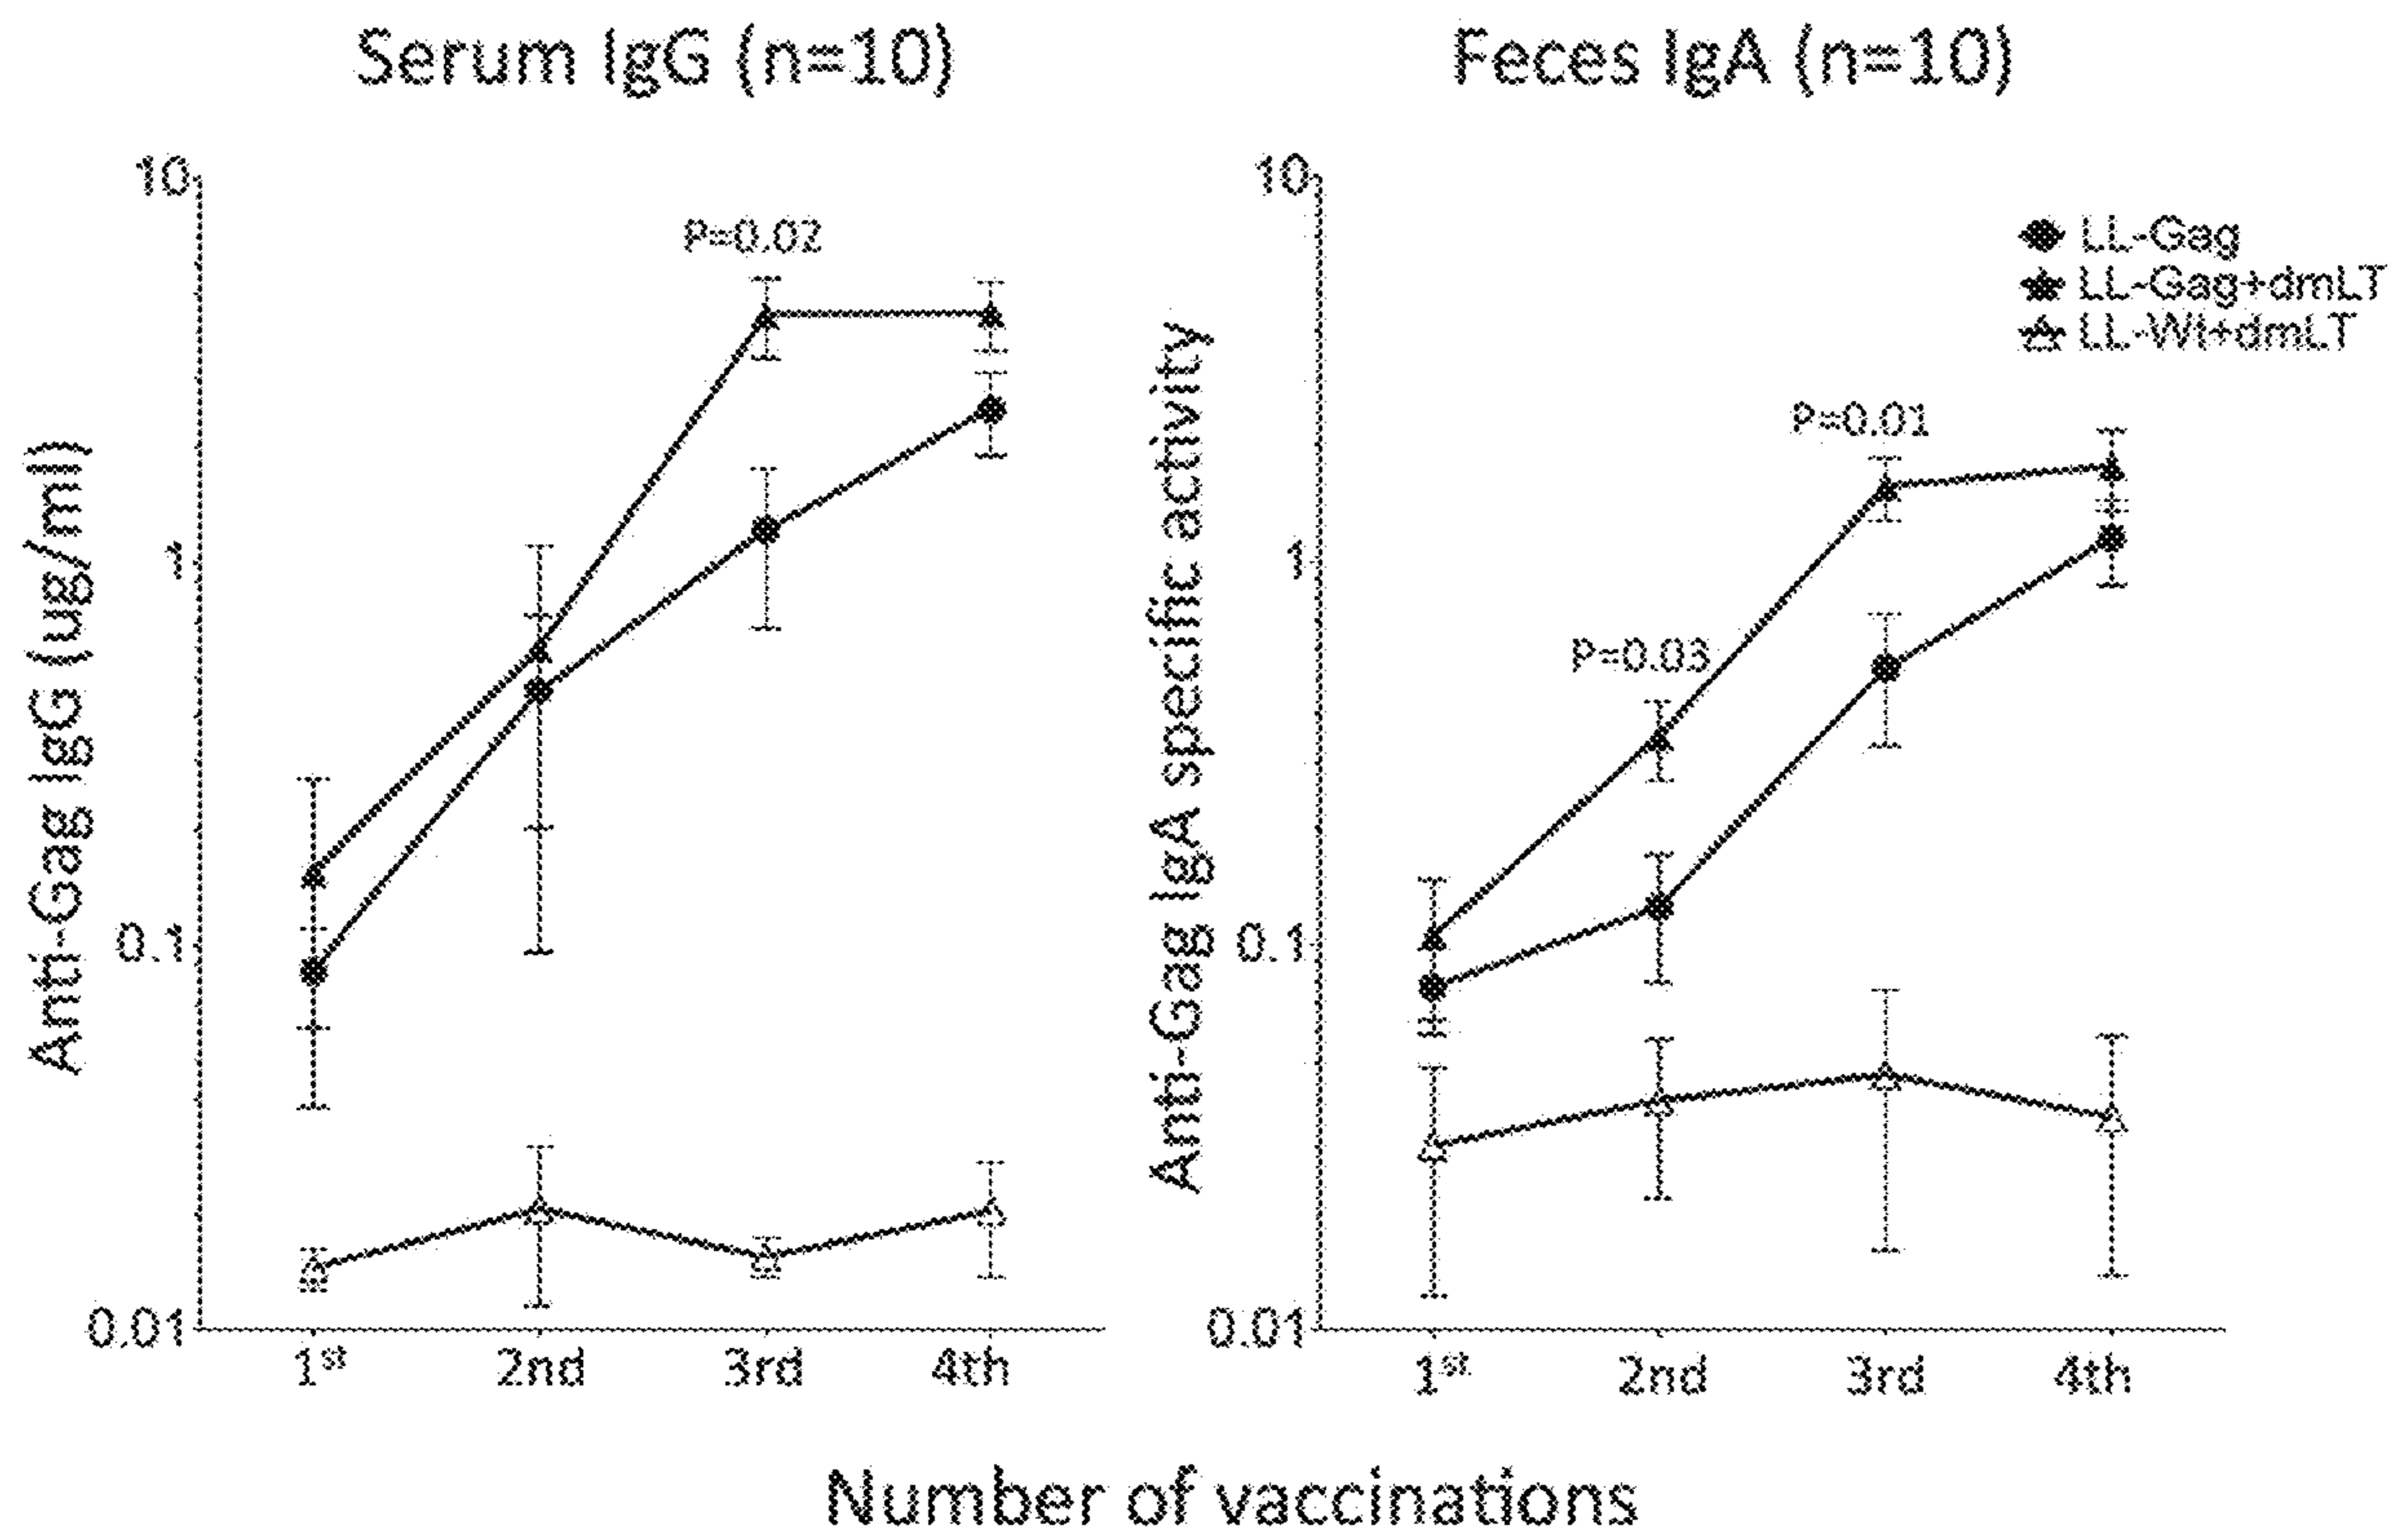 Serum IgG (n=10)
Anti-Gag IgG (ug/ml)
10
1
0.1
0.01
P=0.02
1st
2nd
3rd
4th
Feces IgA (n=10)
Anti-Gag IgA specific activity
10
1
0.1
0.01
P=0.03
P=0.01
LL-Gag
LL-Gag+dmLT
LL-Wt+dmLT
1st
2nd
3rd
4th
Number of vaccinations